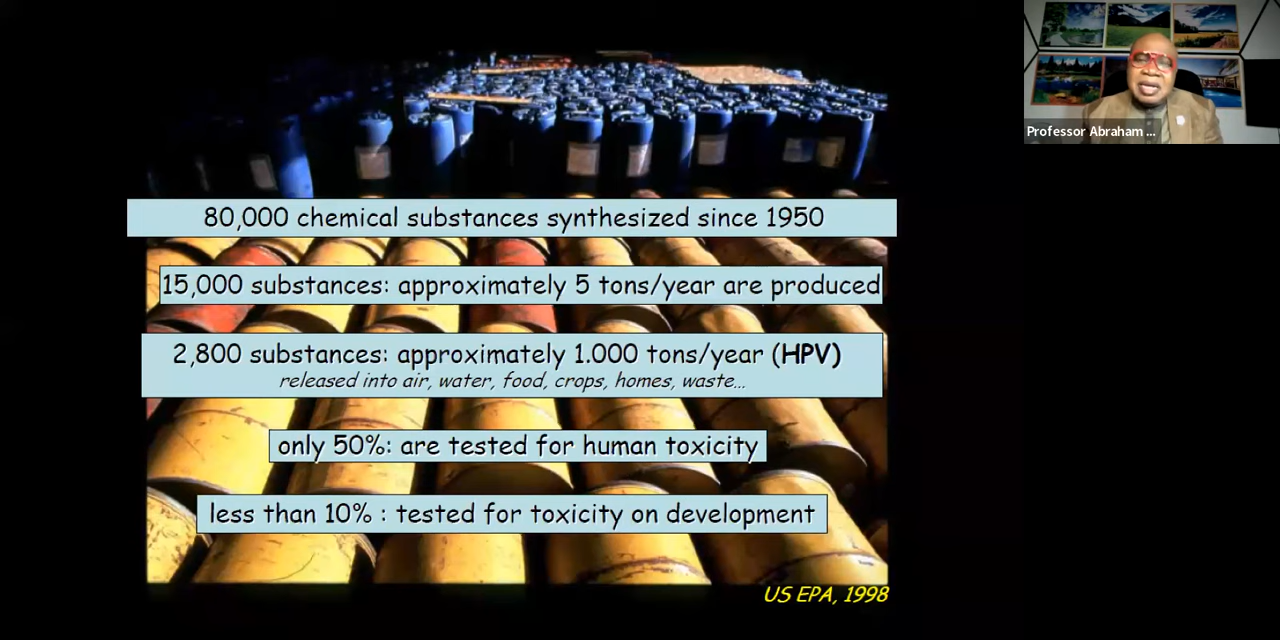 80,000 chemical substances synthesized since 1950
15,000 substances: approximately 5 tons/year are produced
2,800 substances: approximately 1.000 tons/year (HPV)
released into air, water, food, crops, homes, waste...
only 50%: are tested for human toxicity
less than 10% : tested for toxicity on development
US EPA, 1998
Professor Abraham ...